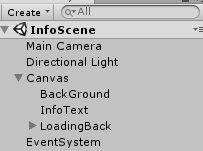 Create All
InfoScene
Main Camera
Directional Light
Canvas
BackGround
InfoText
LoadingBack
EventSystem